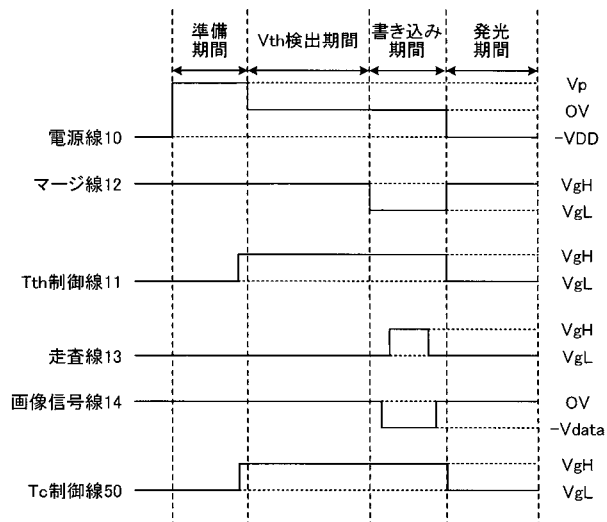 準備
期間
Vth検出期間
書き込み
期間
発光
期間
Vp
0V
電源線10
-VDD
マージ線12
VgH
VgL
VgH
Tth制御線11
VgL
VgH
走査線13
VgL
画像信号線14
0V
-Vdata
VgH
Tc制御線50
VgL